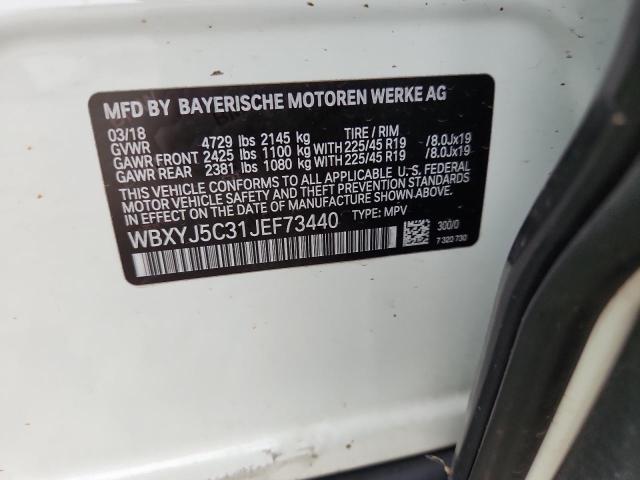 MFD BY BAYERISCHE MOTOREN WERKE AG
03/18 TIRE / RIM
GVWR 4729 lbs 2145 kg
GAWR FRONT 2425 lbs 1100 kg WITH 225/45 R19 /8.0Jx19
GAWR REAR 2381 lbs 1080 kg WITH 225/45 R19 /8.0Jx19
THIS VEHICLE CONFORMS TO ALL APPLICABLE U.S. FEDERAL
MOTOR VEHICLE SAFETY, BUMPER, AND THEFT PREVENTION
STANDARDS IN EFFECT ON THE DATE OF MANUFACTURE SHOWN ABOVE.
WBXYJ5C31JEF73440 TYPE: MPV 300/0
7 320 730